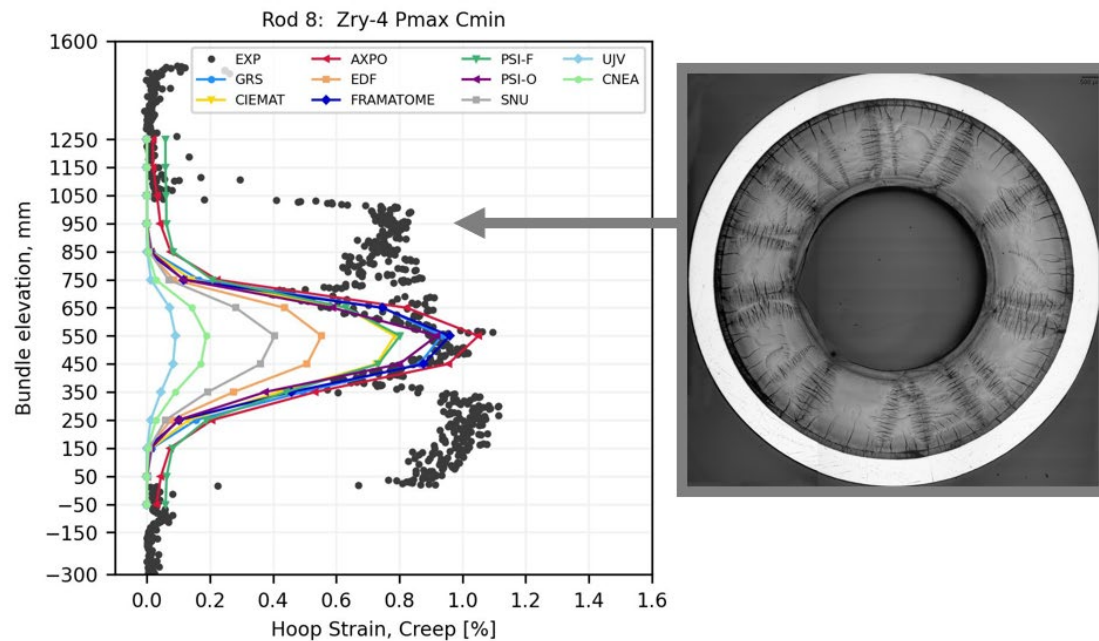 Rod 8: Zry-4 Pmax Cmin
1600
1250
1150
1050
950
850
750
650
550
450
350
250
150
50
−50
−150
−300
Bundle elevation, mm
EXP
GRS
CIEMAT
AXPO
EDF
FRAMATOME
PSI-F
PSI-O
SNU
UJV
CNEA
0.0 0.2 0.4 0.6 0.8 1.0 1.2 1.4 1.6
Hoop Strain, Creep [%]